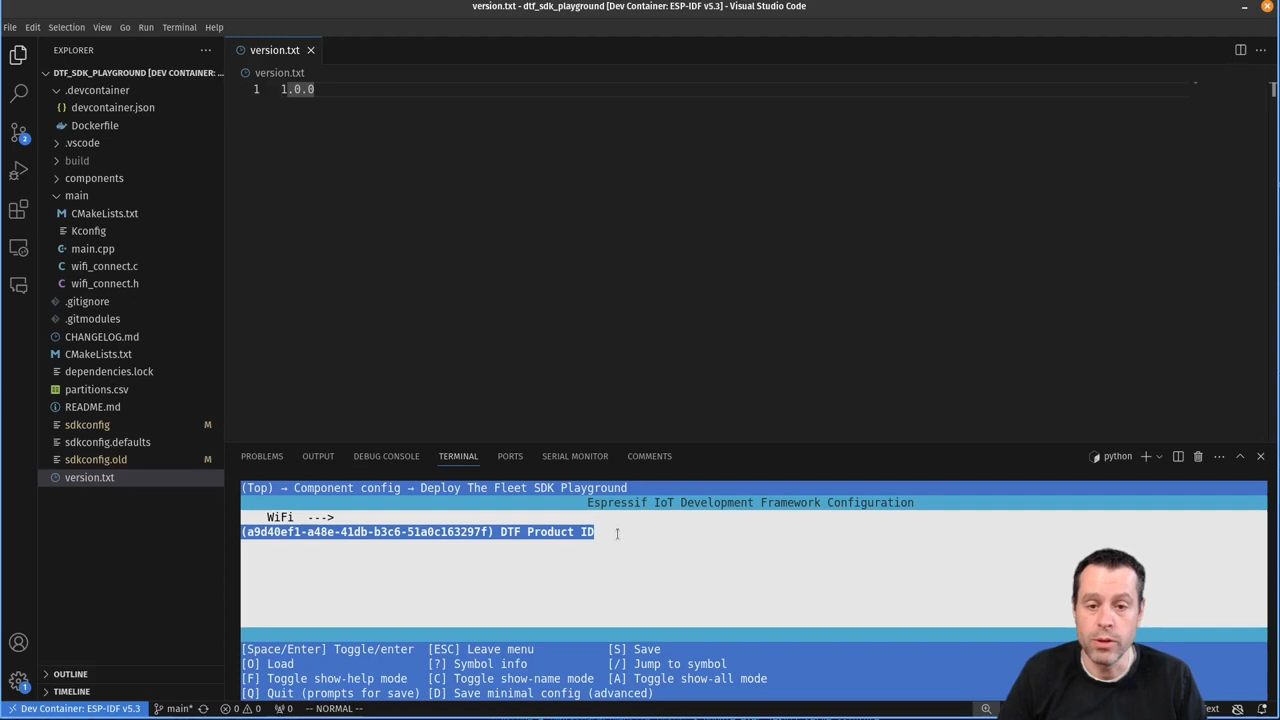 version.txt - dtf_sdk_playground [Dev Container: ESP-IDF v5.3] - Visual Studio Code
File Edit Selection View Go Run Terminal Help
EXPLORER
version.txt
DTF_SDK_PLAYGROUND [DEV CONTAINER: ...
.devcontainer
devcontainer.json
Dockerfile
.vscode
build
components
main
CMakeLists.txt
Kconfig
main.cpp
wifi_connect.c
wifi_connect.h
.gitignore
.gitmodules
CHANGELOG.md
CMakeLists.txt
dependencies.lock
partitions.csv
README.md
sdkconfig M
sdkconfig.defaults
sdkconfig.old M
version.txt
OUTLINE
TIMELINE
2
1
version.txt
1 1.0.0
PROBLEMS OUTPUT DEBUG CONSOLE TERMINAL PORTS SERIAL MONITOR COMMENTS
python
(Top) → Component config → Deploy The Fleet SDK Playground
Espressif IoT Development Framework Configuration
WiFi --->
(a9d40ef1-a48e-41db-b3c6-51a0c163297f) DTF Product ID
[Space/Enter] Toggle/enter [ESC] Leave menu [S] Save
[O] Load [?] Symbol info [/] Jump to symbol
[F] Toggle show-help mode [C] Toggle show-name mode [A] Toggle show-all mode
[Q] Quit (prompts for save) [D] Save minimal config (advanced)
Dev Container: ESP-IDF v5.3 main* 0 0 0 -- NORMAL --